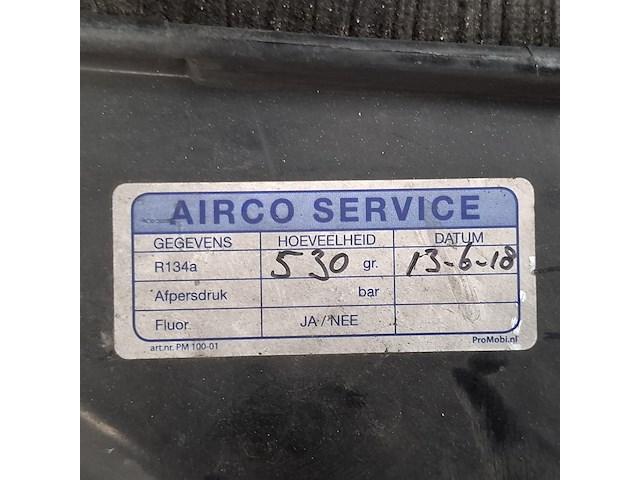 AIRCO SERVICE
GEGEVENS HOEVEELHEID DATUM
R134a 530 gr. 13-6-18
Afpersdruk bar
Fluor. JA / NEE
art.nr. PM 100-01 ProMobi.nl